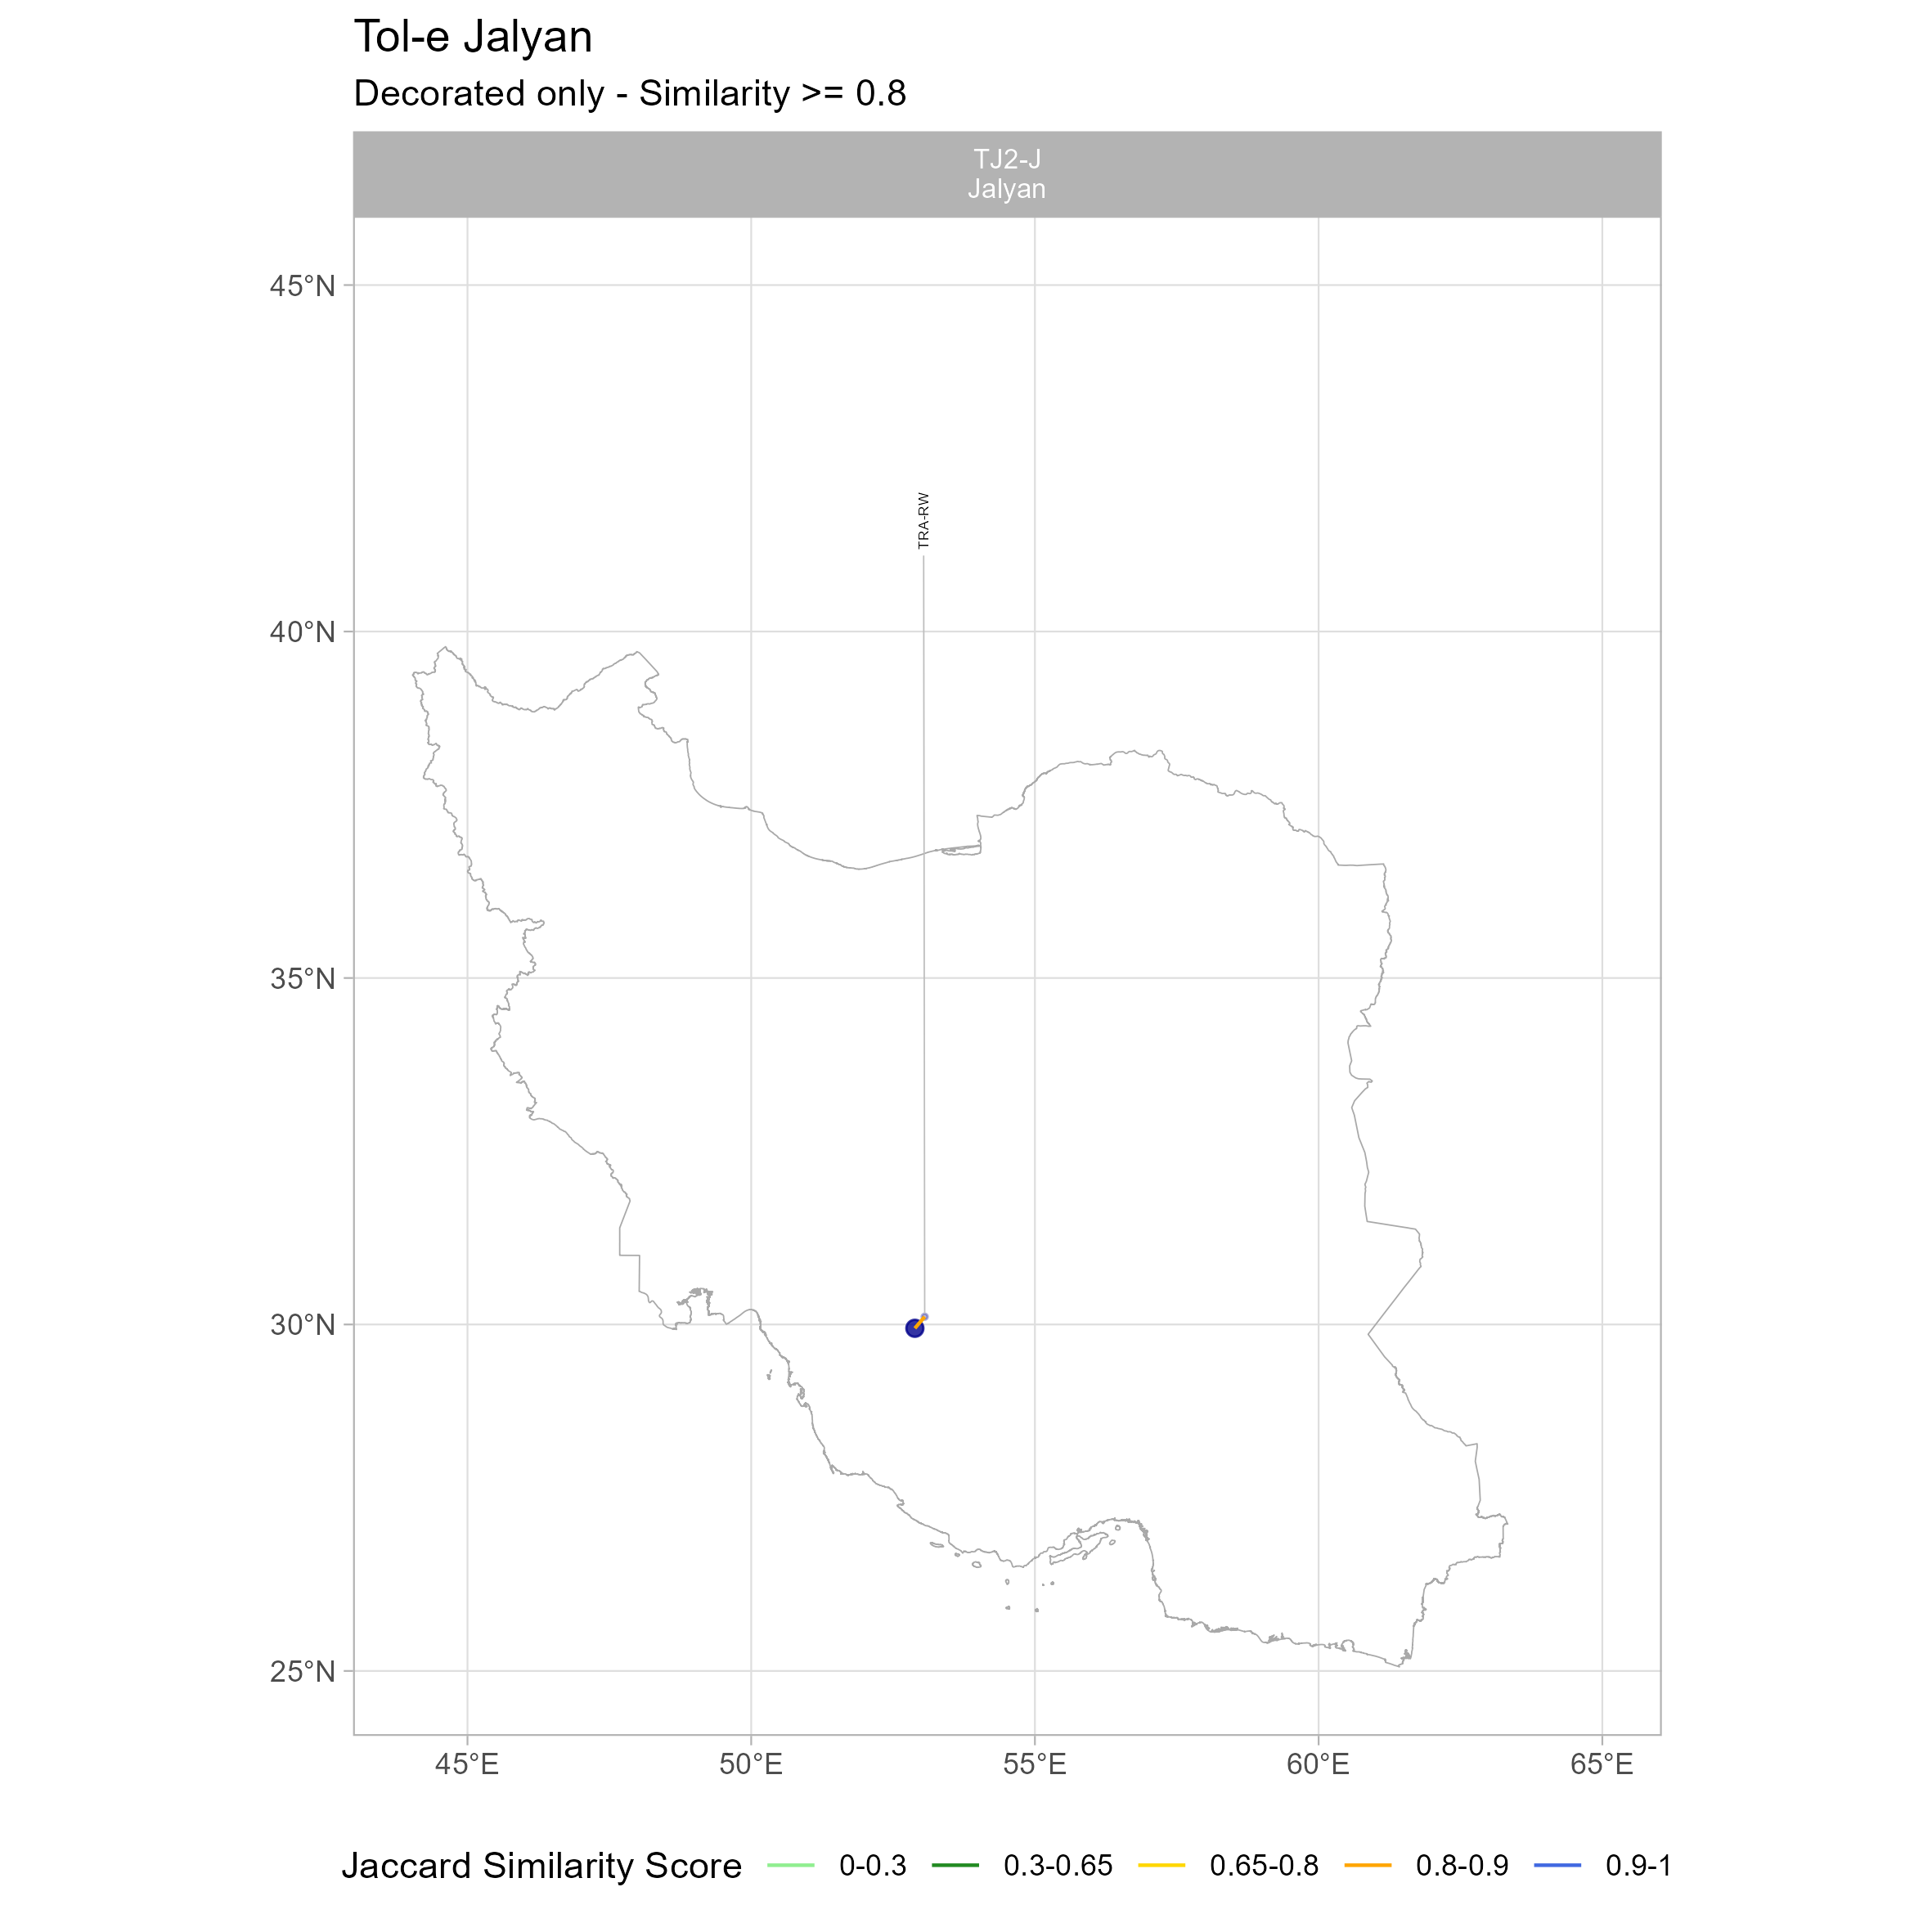 Tol-e Jalyan
Decorated only - Similarity >= 0.8
TJ2-J
Jalyan
45°N
TRA-RW
40°N
35°N
30°N
25°N
45°E 50°E 55°E 60°E 65°E
Jaccard Similarity Score 0-0.3 0.3-0.65 0.65-0.8 0.8-0.9 0.9-1